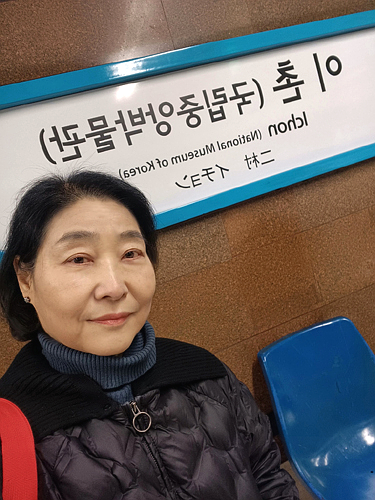 이촌 (국립중앙박물관)
Ichon (National Museum of Korea)
二村 イチョン